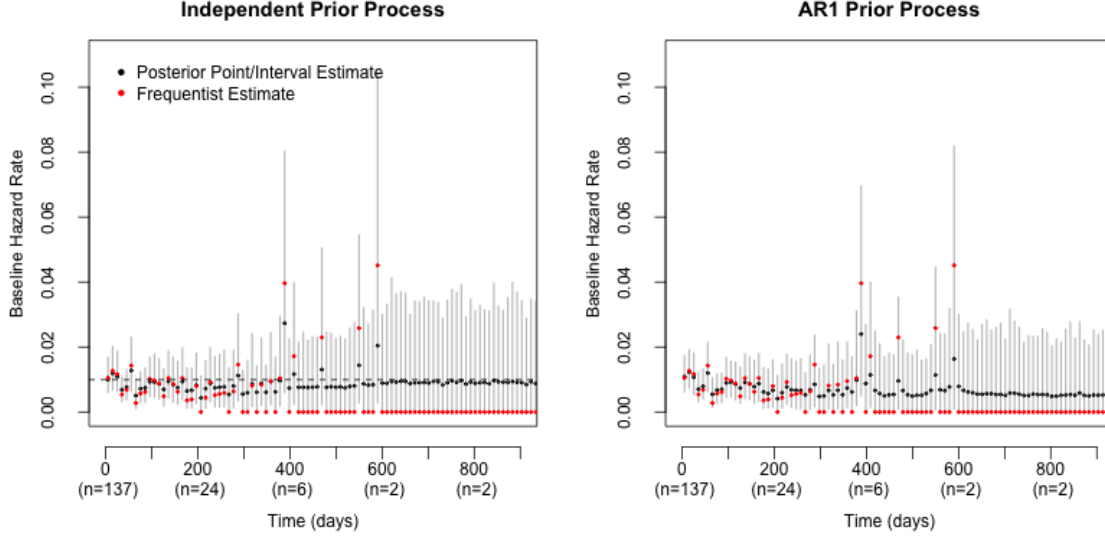 Independent Prior Process
AR1 Prior Process
Baseline Hazard Rate
0.00 0.02 0.04 0.06 0.08 0.10
Posterior Point/Interval Estimate
Frequentist Estimate
0 200 400 600 800
(n=137) (n=24) (n=6) (n=2) (n=2)
Time (days)
Baseline Hazard Rate
0.00 0.02 0.04 0.06 0.08 0.10
0 200 400 600 800
(n=137) (n=24) (n=6) (n=2) (n=2)
Time (days)